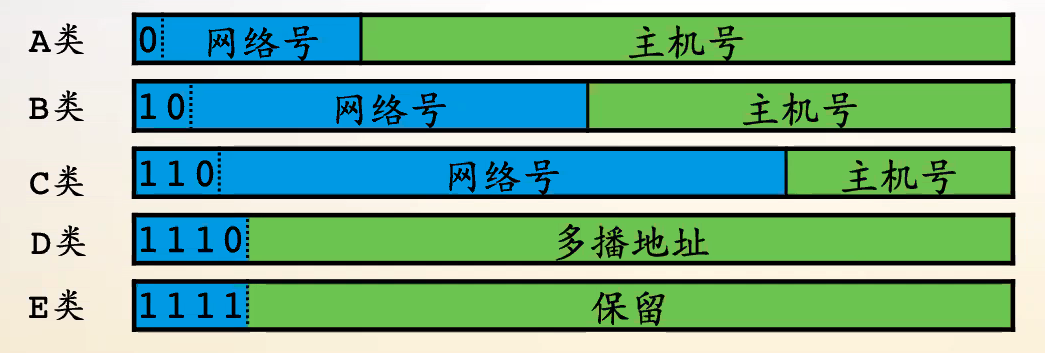 A类 0 网络号 主机号
B类 10 网络号 主机号
C类 110 网络号 主机号
D类 1110 多播地址
E类 1111 保留